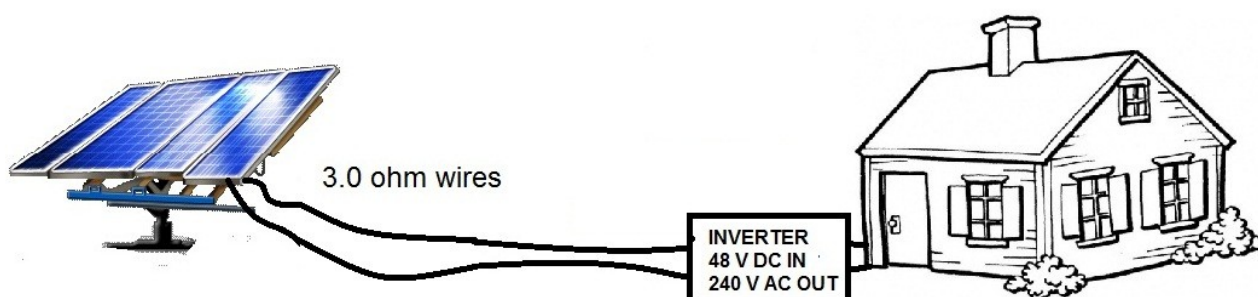 3.0 ohm wires
INVERTER
48 V DC IN
240 V AC OUT